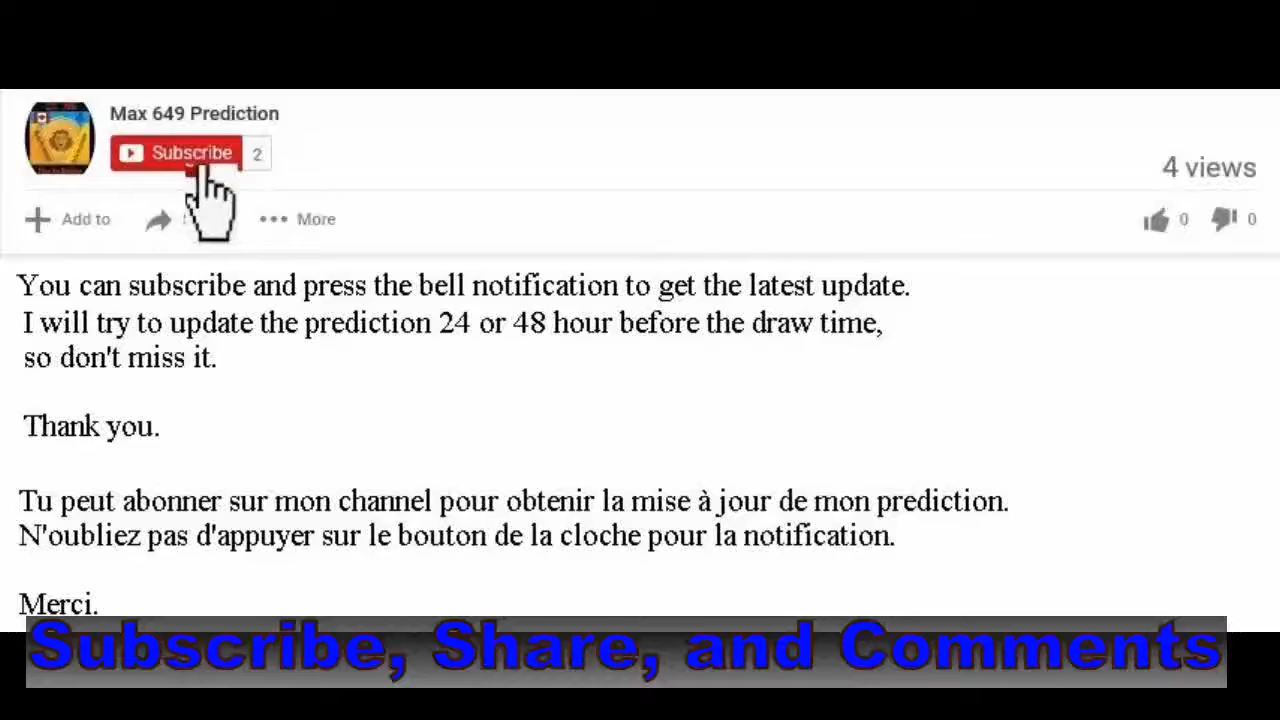 Max 649 Prediction
Subscribe 2
4 views
Add to
More
0 0
You can subscribe and press the bell notification to get the latest update.
I will try to update the prediction 24 or 48 hour before the draw time,
so don't miss it.
Thank you.
Tu peut abonner sur mon channel pour obtenir la mise à jour de mon prediction.
N'oubliez pas d'appuyer sur le bouton de la cloche pour la notification.
Merci.
Subscribe, Share, and Comments